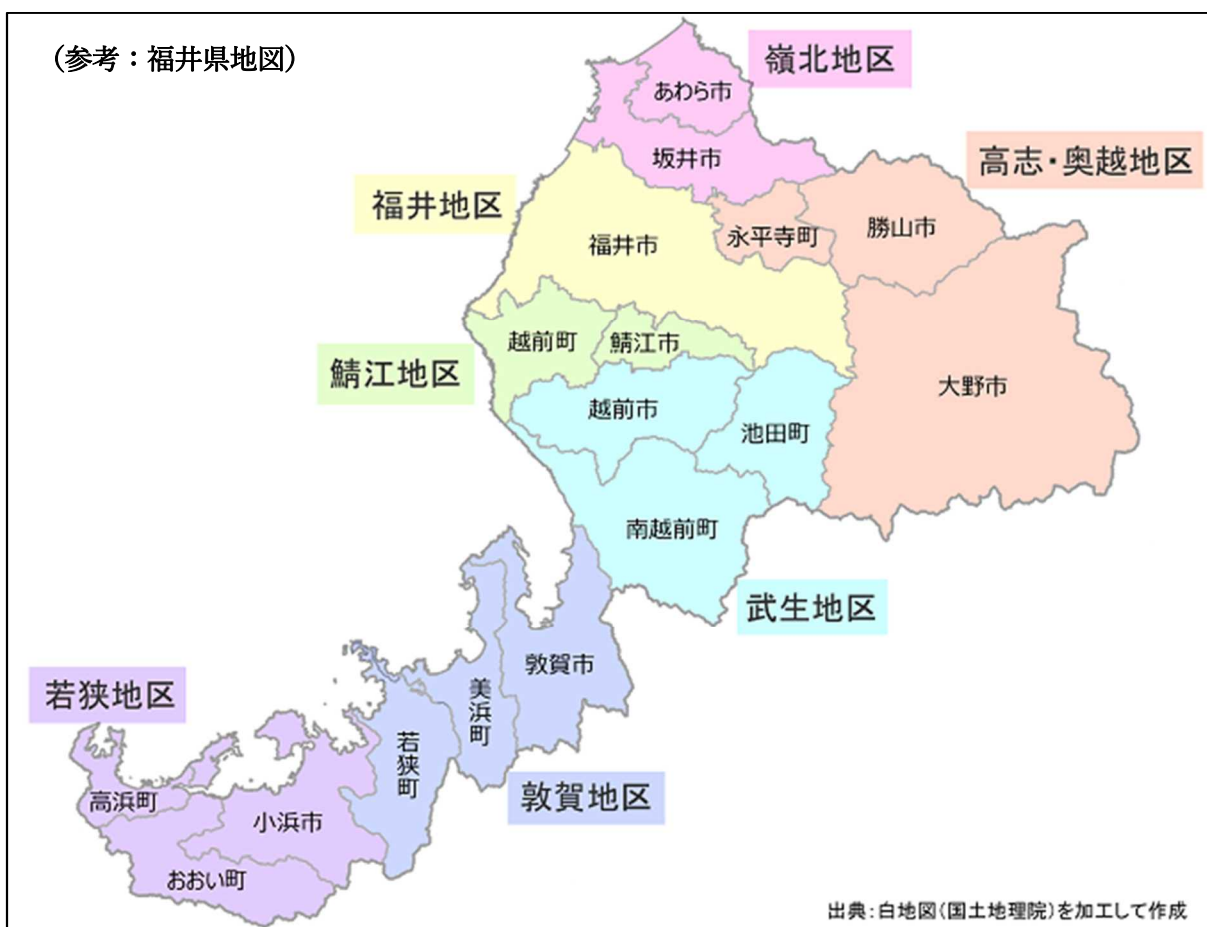 (参考：福井県地図)
嶺北地区
あわら市
坂井市
高志・奥越地区
福井地区
福井市
永平寺町
勝山市
越前町
鯖江市
鯖江地区
大野市
越前市
池田町
南越前町
武生地区
敦賀市
若狭地区
美浜町
若狭町
敦賀地区
高浜町
小浜市
おおい町
出典：白地図(国土地理院)を加工して作成